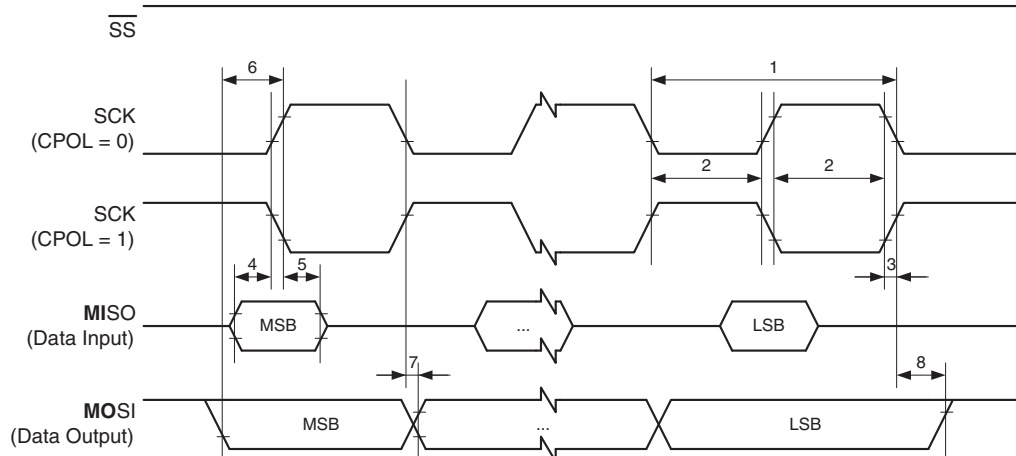 SS
6
1
SCK
(CPOL = 0)
2
2
SCK
(CPOL = 1)
4
5
3
MISO
(Data Input)
MSB
...
LSB
7
8
MOSI
(Data Output)
MSB
...
LSB